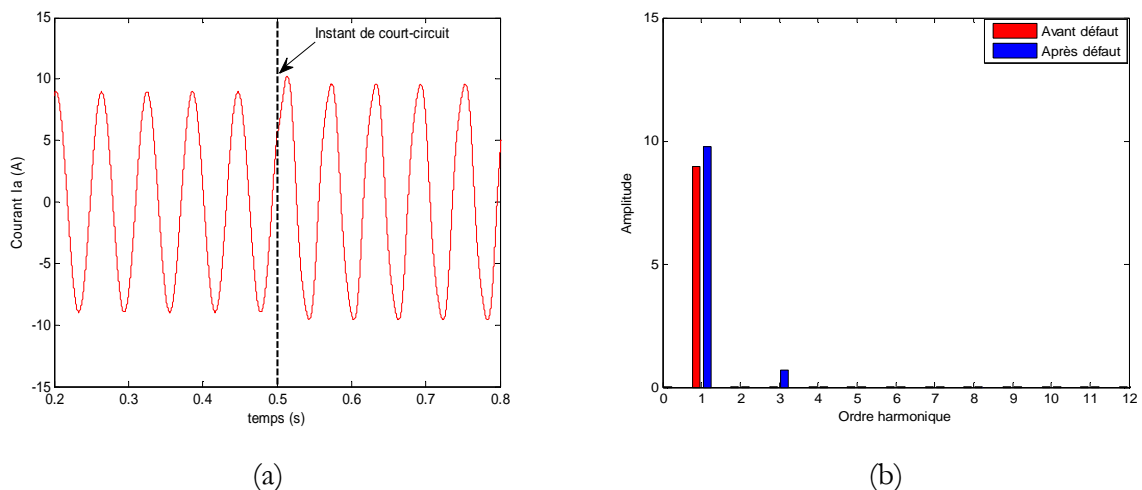 Instant de court-circuit
Courant Ia (A)
15
10
5
0
-5
-10
-15
0.2 0.3 0.4 0.5 0.6 0.7 0.8
temps (s)
(a)
Avant défaut
Après défaut
Amplitude
15
10
5
0
0 1 2 3 4 5 6 7 8 9 10 11 12
Ordre harmonique
(b)